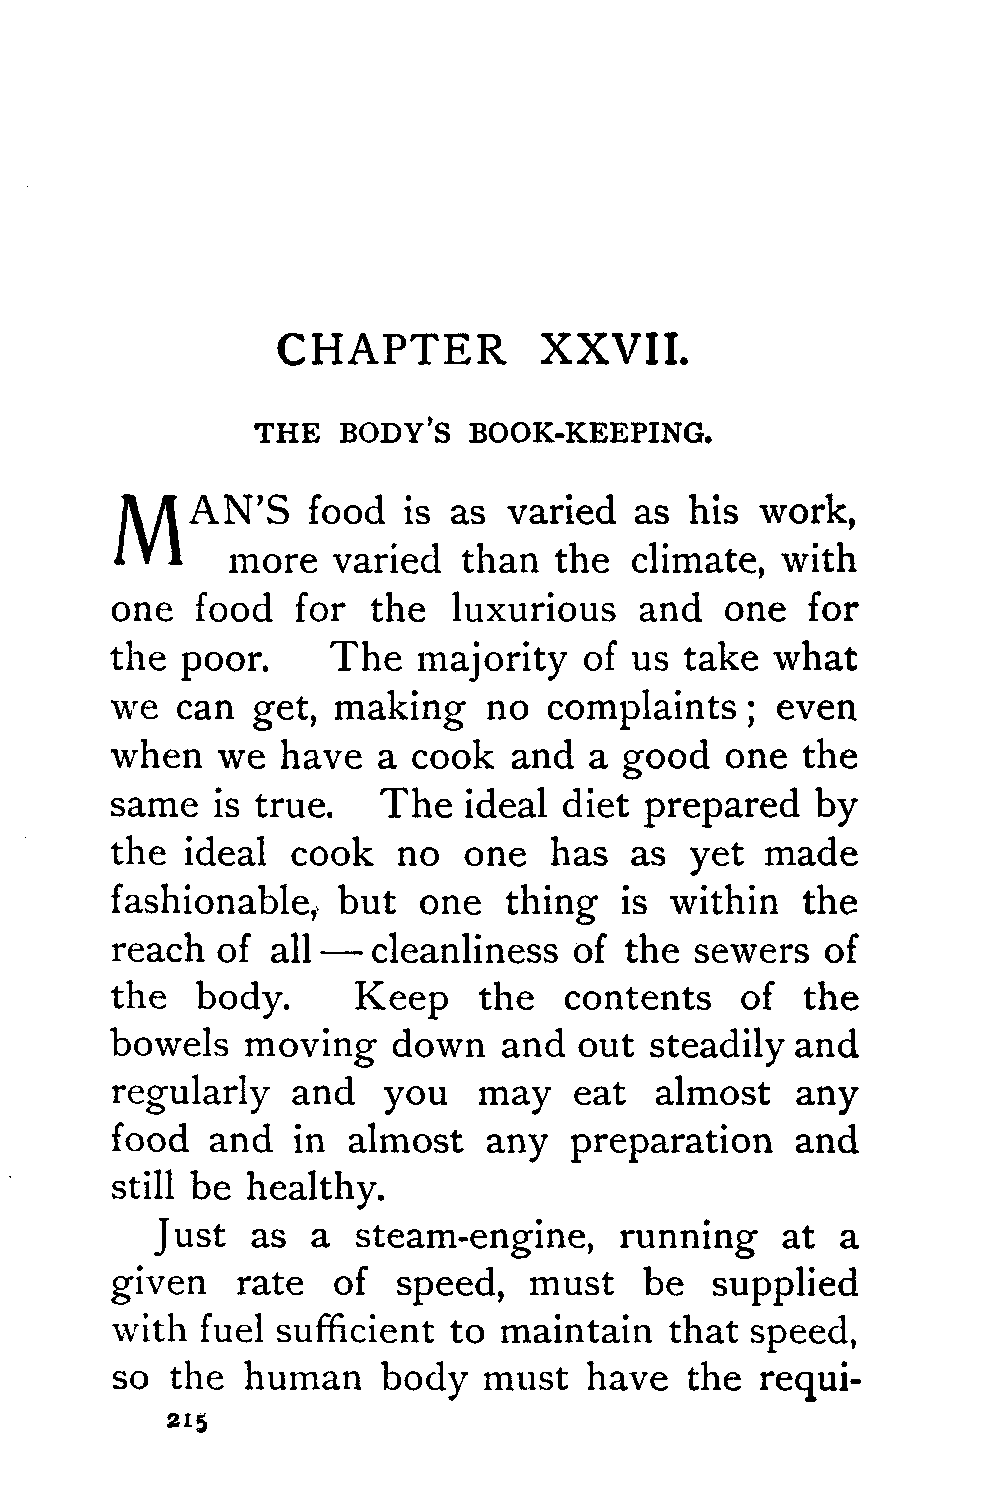 CHAPTER XXVII.
THE BODY'S BOOK-KEEPING.
MAN'S food is as varied as his work,
more varied than the climate, with
one food for the luxurious and one for
the poor. The majority of us take what
we can get, making no complaints; even
when we have a cook and a good one the
same is true. The ideal diet prepared by
the ideal cook no one has as yet made
fashionable, but one thing is within the
reach of all — cleanliness of the sewers of
the body. Keep the contents of the
bowels moving down and out steadily and
regularly and you may eat almost any
food and in almost any preparation and
still be healthy.
Just as a steam-engine, running at a
given rate of speed, must be supplied
with fuel sufficient to maintain that speed,
so the human body must have the requi-
215